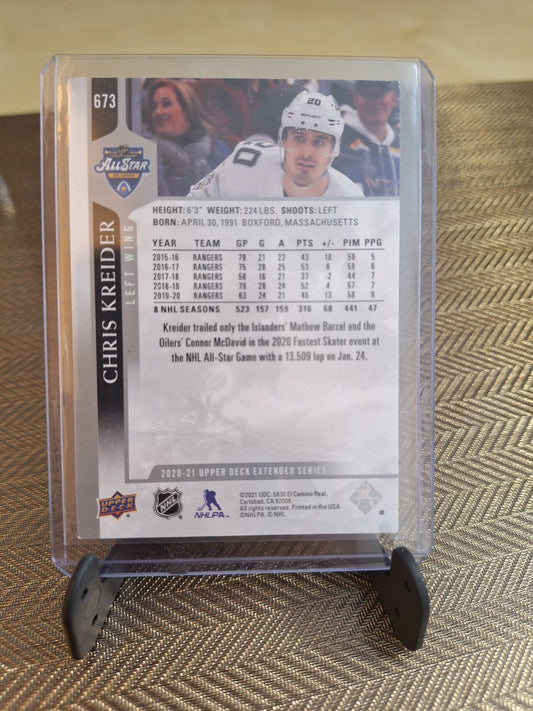 673
20
20
ALL★STAR
ST. LOUIS
CHRIS KREIDER
LEFT WING
HEIGHT: 6'3" WEIGHT: 224 LBS. SHOOTS: LEFT
BORN: APRIL 30, 1991 BOXFORD, MASSACHUSETTS
YEAR TEAM GP G A PTS +/- PIM PPG
2015-16 RANGERS 79 21 22 43 10 58 5
2016-17 RANGERS 75 28 25 53 6 58 6
2017-18 RANGERS 58 16 21 37 -2 44 7
2018-19 RANGERS 79 28 24 52 4 57 7
2019-20 RANGERS 63 24 21 45 13 58 9
8 NHL SEASONS 523 157 159 316 68 441 47
Kreider trailed only the Islanders' Mathew Barzal and the
Oilers' Connor McDavid in the 2020 Fastest Skater event at
the NHL All-Star Game with a 13.509 lap on Jan. 24.
2020-21 UPPER DECK EXTENDED SERIES
UPPER
DECK
NHL
NHLPA
©2021 UDC, 5830 El Camino Real,
Carlsbad, CA 92008.
All rights reserved. Printed in the USA.
©NHLPA, © NHL.